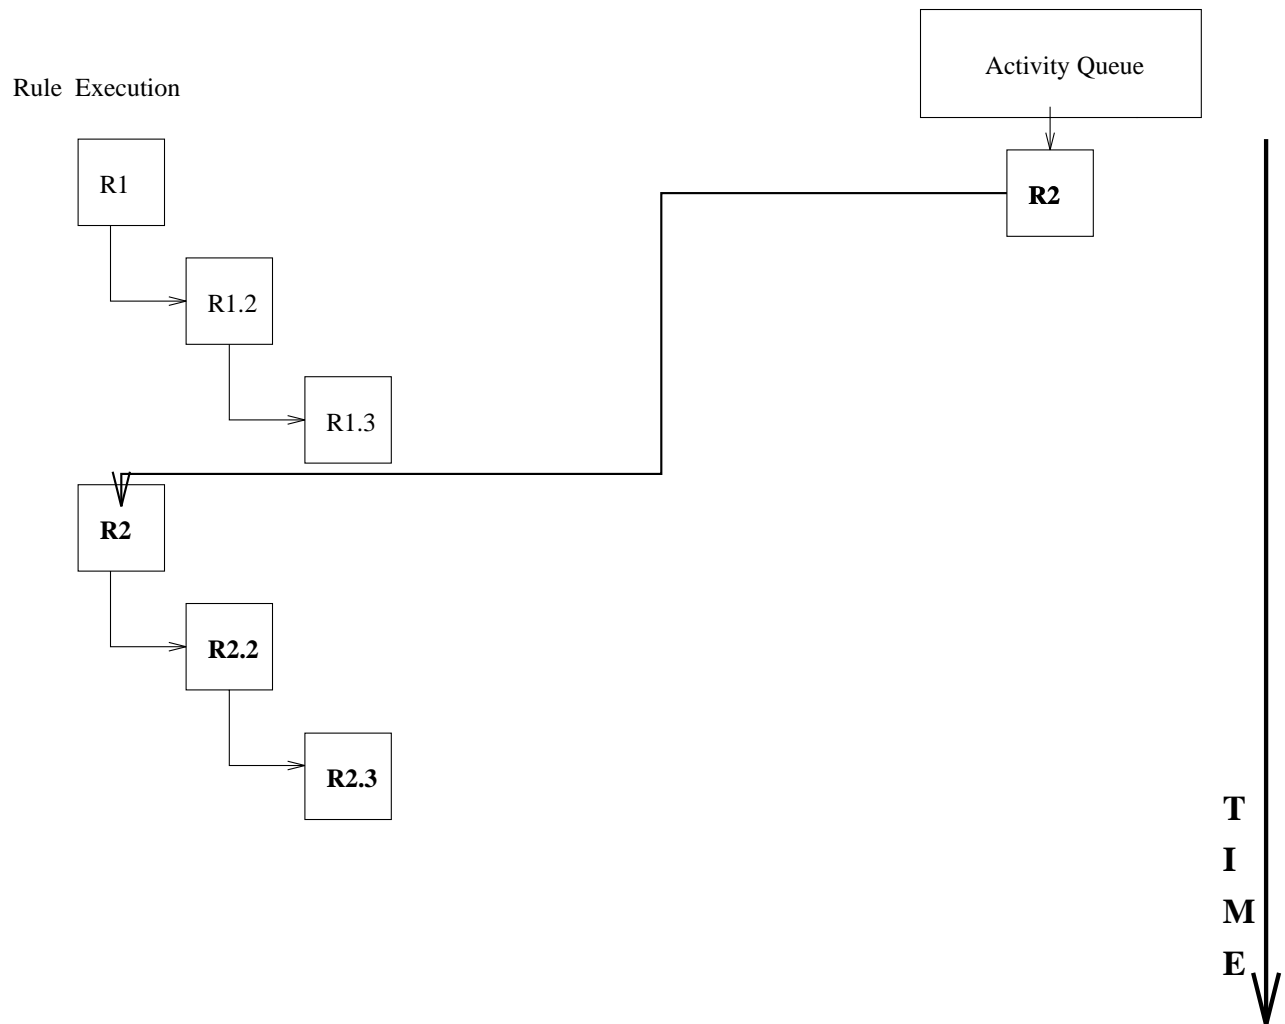 Activity Queue
Rule Execution
R1
R2
R1.2
R1.3
R2
R2.2
R2.3
T
I
M
E